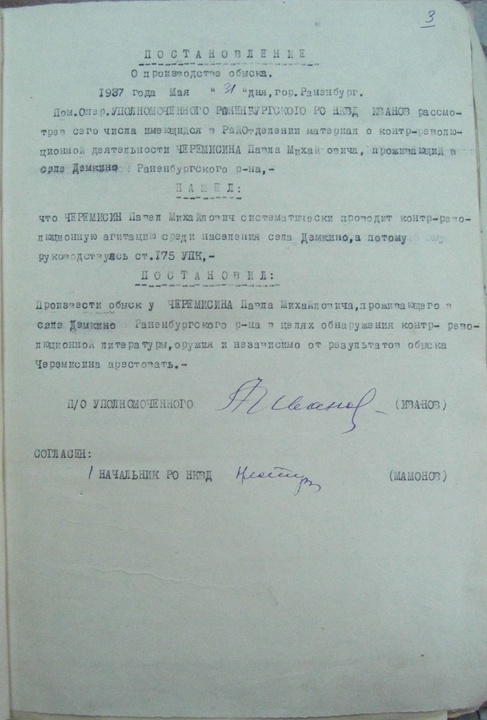 3
ПОСТАНОВЛЕНИЕ
О производстве обыска.
1937 года Мая "31" дня, гор. Раненбург.
Пом.Опер.УПОЛНОМОЧЕННОГО РАНЕНБУРГСКОГО РО НКВД ИВАНОВ рассмо-
трев сего числа имеющийся в РАЙОтделении материал о контр-револю-
ционной деятельности ЧЕРЕМИСИНА Павла Михайловича, проживающий в
селе Демкино Раненбургского р-на,-
НАШЕЛ:
что ЧЕРЕМИСИН Павел Михайлович систематически проводит контр-рево-
люционную агитацию среди населения села Демкино,а потому
руководствуясь ст.175 УПК,-
ПОСТАНОВИЛ:
Произвести обыск у ЧЕРЕМИСИНА Павла Михайловича,проживающего в
селе Демкино Раненбургского р-на в целях обнаружения контр-рево-
люционной литературы,оружия и независимо от результатов обыска
Черемисина арестовать.-
П/О УПОЛНОМОЧЕННОГО Иванов (ИВАНОВ)
СОГЛАСЕН:
НАЧАЛЬНИК РО НКВД (МАМОНОВ)